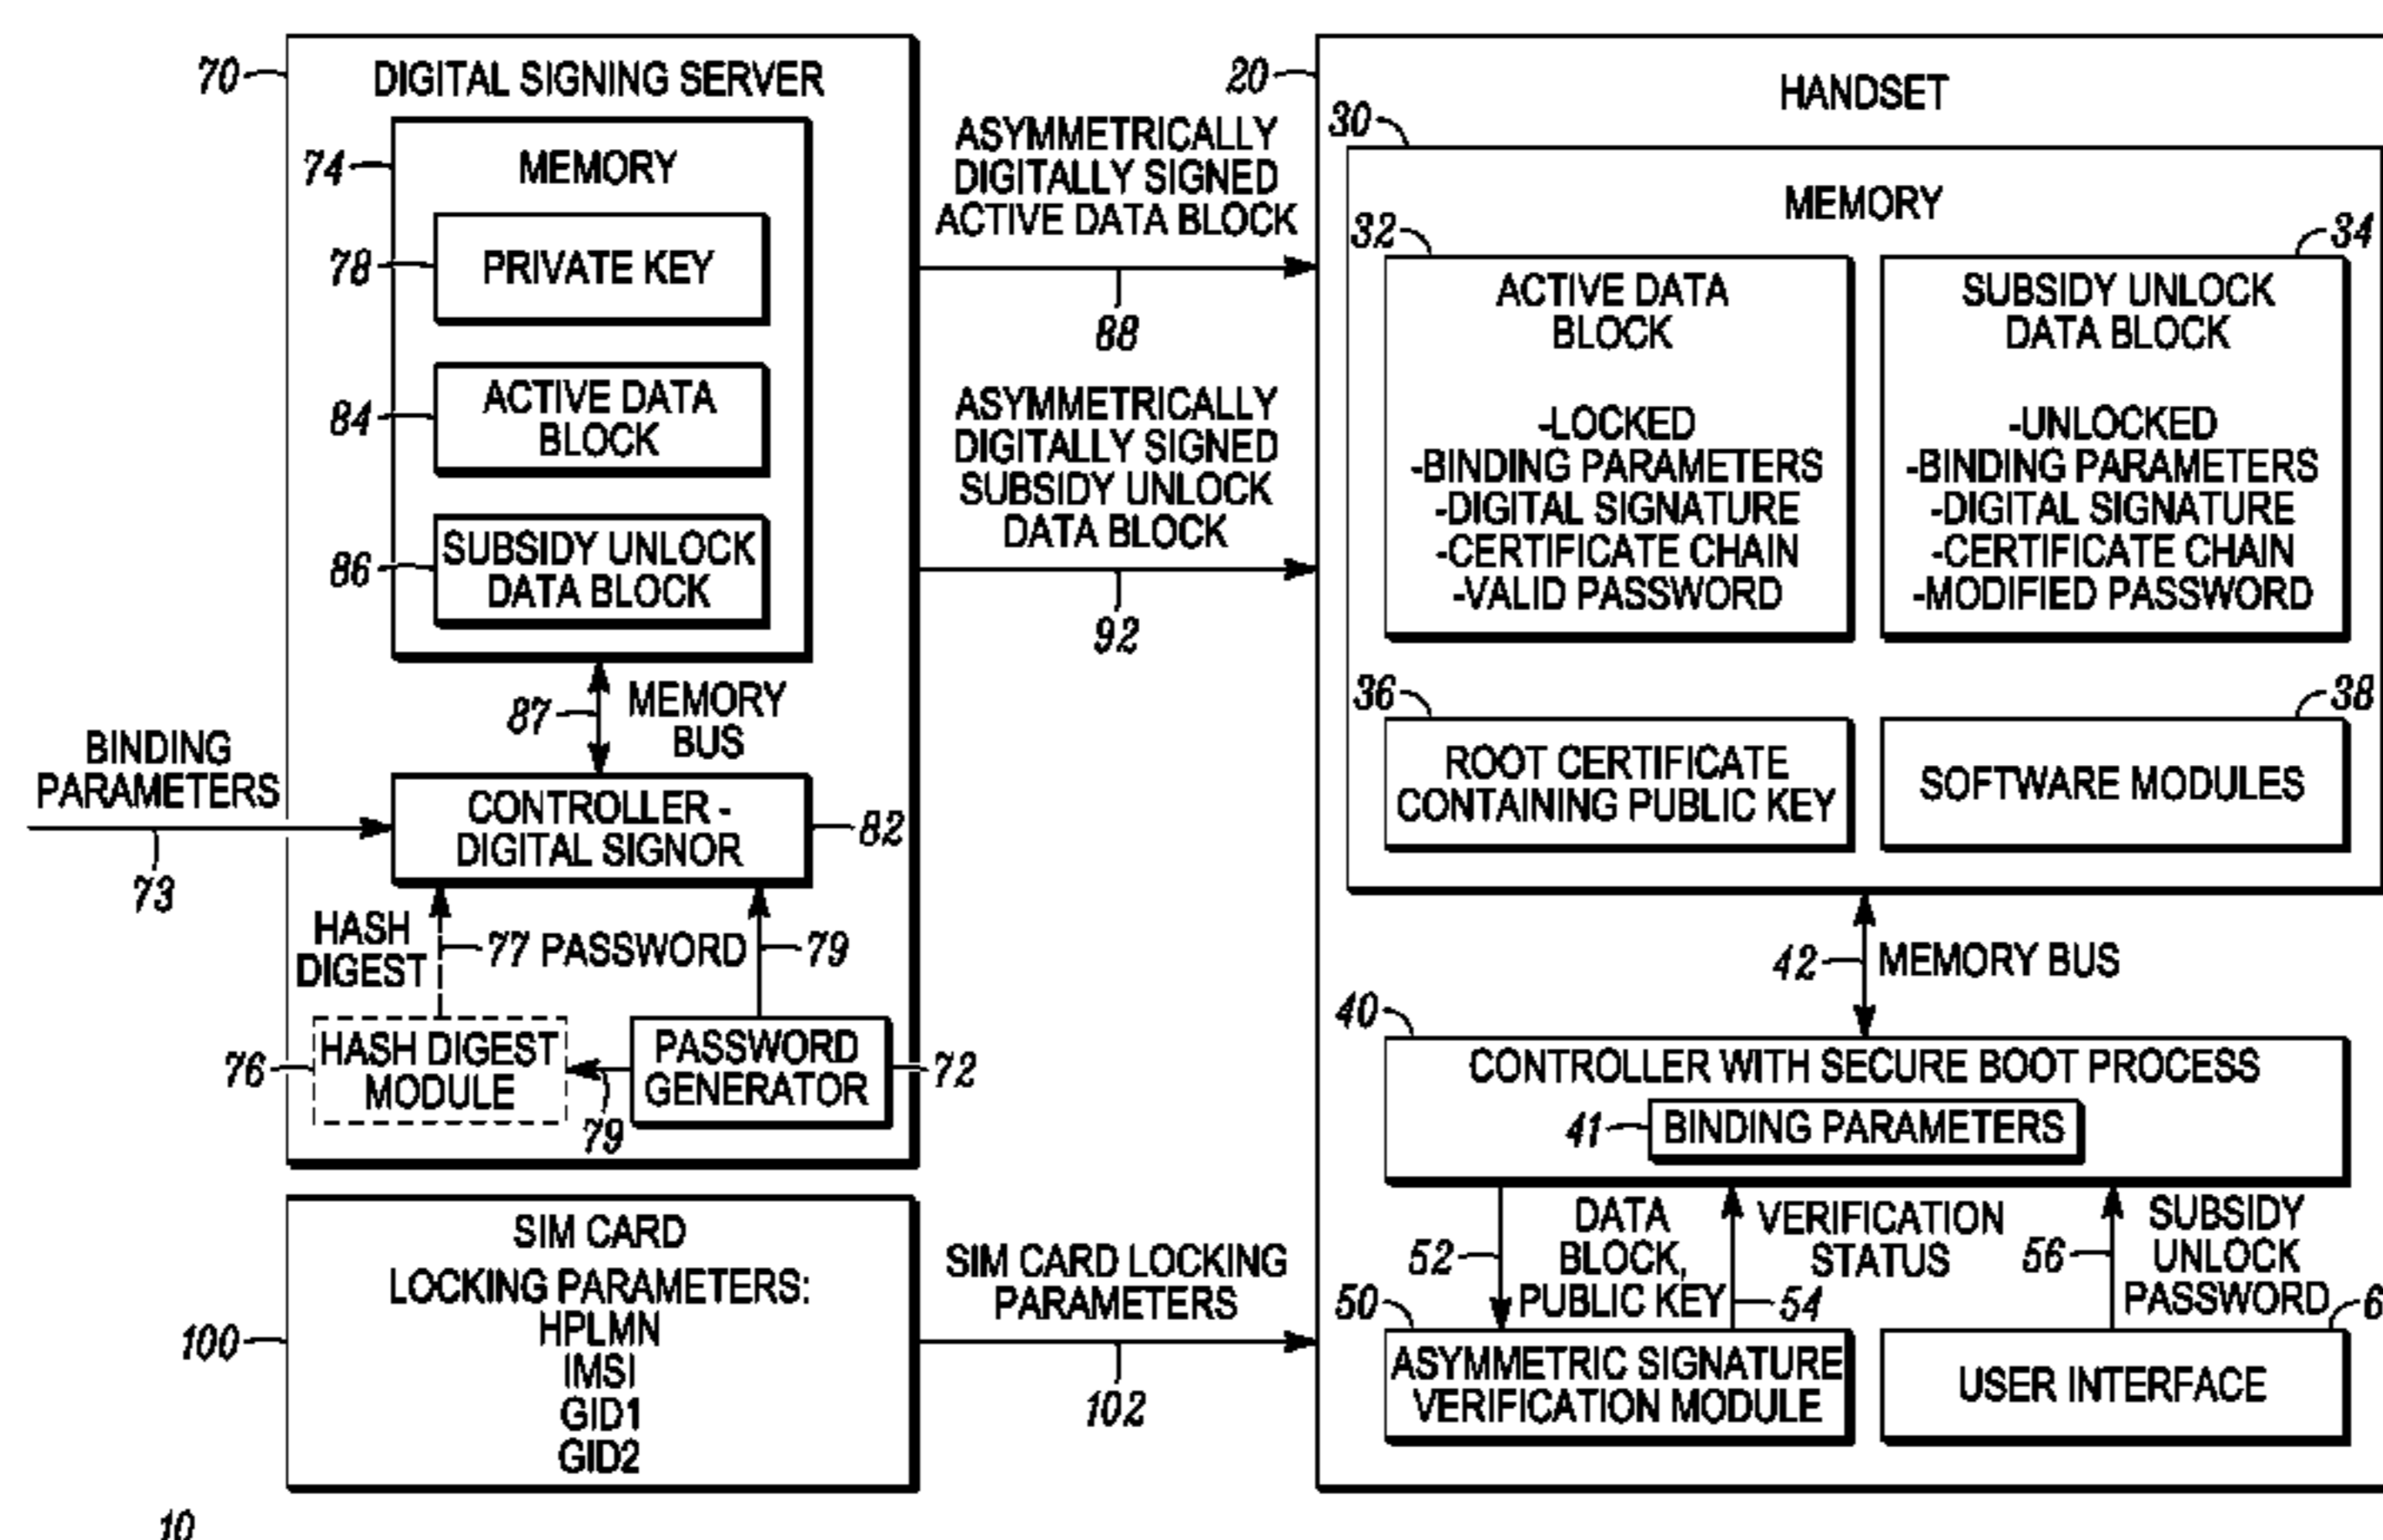 70
DIGITAL SIGNING SERVER
74
MEMORY
78
PRIVATE KEY
84
ACTIVE DATA
BLOCK
86
SUBSIDY UNLOCK
DATA BLOCK
87
MEMORY
BUS
BINDING
PARAMETERS
73
CONTROLLER -
DIGITAL SIGNOR
82
HASH
DIGEST
77
PASSWORD
79
76
HASH DIGEST
MODULE
79
PASSWORD
GENERATOR
72
ASYMMETRICALLY
DIGITALLY SIGNED
ACTIVE DATA BLOCK
88
ASYMMETRICALLY
DIGITALLY SIGNED
SUBSIDY UNLOCK
DATA BLOCK
92
20
HANDSET
30
MEMORY
32
ACTIVE DATA
BLOCK
-LOCKED
-BINDING PARAMETERS
-DIGITAL SIGNATURE
-CERTIFICATE CHAIN
-VALID PASSWORD
34
SUBSIDY UNLOCK
DATA BLOCK
-UNLOCKED
-BINDING PARAMETERS
-DIGITAL SIGNATURE
-CERTIFICATE CHAIN
-MODIFIED PASSWORD
36
ROOT CERTIFICATE
CONTAINING PUBLIC KEY
38
SOFTWARE MODULES
42
MEMORY BUS
40
CONTROLLER WITH SECURE BOOT PROCESS
41
BINDING PARAMETERS
52
DATA
BLOCK,
PUBLIC KEY
54
VERIFICATION
STATUS
56
SUBSIDY
UNLOCK
PASSWORD
50
ASYMMETRIC SIGNATURE
VERIFICATION MODULE
6
USER INTERFACE
100
SIM CARD
LOCKING PARAMETERS:
HPLMN
IMSI
GID1
GID2
SIM CARD LOCKING
PARAMETERS
102
10